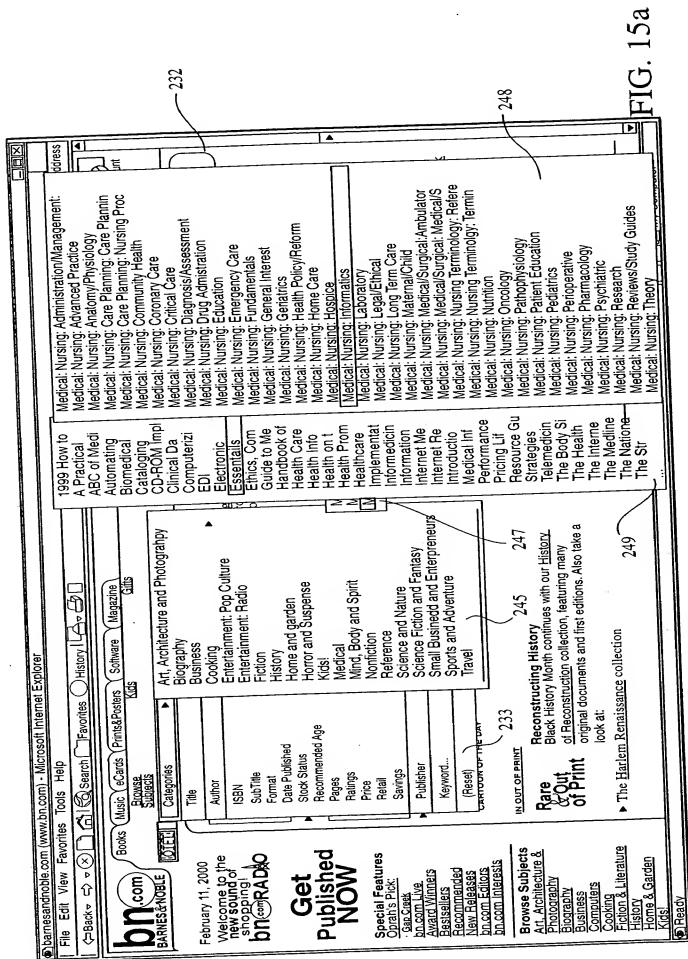 barnesandnoble.com (www.bn.com) - Microsoft Internet Explorer
File Edit View Favorites Tools Help
Back Search Favorites History
ddress
bn.com
BARNES&NOBLE
Books Music eCards Prints&Posters Software Magazine
Browse Subjects Kids Gifts
February 11, 2000
Welcome to the
new sound of
shopping!
bn.com RADIO
Get
Published
NOW
Special Features
Oprah's Pick:
Gap Creek
bn.com Live
Award Winners
Bestsellers
Recommended
New Releases
bn.com Editors
bn.com Interests
Browse Subjects
Art, Architecture &
Photography
Biography
Business
Computers
Cooking
Fiction & Literature
History
Home & Garden
Kids!
Ready
Categories
Title
Author
ISBN
SubTitle
Format
Date Published
Stock Status
Recommended Age
Pages
Ratings
Price
Retail
Savings
Publisher
Keyword...
(Reset)
CARTOON OF THE DAY
233
IN OUT OF PRINT
Rare
&Out
of Print
Reconstructing History
Black History Month continues with our History
of Reconstruction collection, featuring many
original documents and first editions. Also take a
look at:
The Harlem Renaissance collection
Art, Architecture and Photograhpy
Biography
Business
Cooking
Entertainment: Pop Culture
Entertainment: Radio
Fiction
History
Home and garden
Horror and Suspense
Kids!
Medical
Mind, Body and Spirit
Nonfiction
Reference
Science and Nature
Science Fiction and Fantasy
Small Businedd and Enterpreneurs
Sports and Adventure
Travel
245
247
1999 How to
A Practical
ABC of Medi
Automating
Biomedical
Cataloging
CD-ROM Impl
Clinical Da
Computerizi
EDI
Electronic
Essentials
Ethics, Com
Guide to Me
Handbook of
Health Care
Health Info
Health on t
Health Prom
Healthcare
Implementat
Informedicin
Information
Internet Me
Internet Re
Introductio
Medical Inf
Performance
Pricing Lif
Resource Gu
Strategies
Telemedicin
The Body Si
The Health
The Interne
The Medline
The Natione
The Str
...
249
Medical: Nursing: Administration/Management:
Medical: Nursing: Advanced Practice
Medical: Nursing: Anatomy/Physiology
Medical: Nursing: Care Planning: Care Plannin
Medical: Nursing: Care Planning: Nursing Proc
Medical: Nursing: Community Health
Medical: Nursing: Coronary Care
Medical: Nursing: Critical Care
Medical: Nursing: Diagnosis/Assessment
Medical: Nursing: Drug Admistration
Medical: Nursing: Education
Medical: Nursing: Emergency Care
Medical: Nursing: Fundamentals
Medical: Nursing: General Interest
Medical: Nursing: Geriatrics
Medical: Nursing: Health Policy/Reform
Medical: Nursing: Home Care
Medical: Nursing: Hospice
Medical: Nursing: Informatics
Medical: Nursing: Laboratory
Medical: Nursing: Legal/Ethical
Medical: Nursing: Long Term Care
Medical: Nursing: Maternal/Child
Medical: Nursing: Medical/Surgical:Ambulator
Medical: Nursing: Medical/Surgical: Medical/S
Medical: Nursing: Nursing Terminology: Refere
Medical: Nursing: Nursing Terminolgy: Termin
Medical: Nursing: Nutrition
Medical: Nursing: Oncology
Medical: Nursing: Pathophysiology
Medical: Nursing: Patient Education
Medical: Nursing: Pediatrics
Medical: Nursing: Perioperative
Medical: Nursing: Pharmacology
Medical: Nursing: Psychiatric
Medical: Nursing: Research
Medical: Nursing: Reviews/Study Guides
Medical: Nursing: Theory
232
248
FIG. 15a